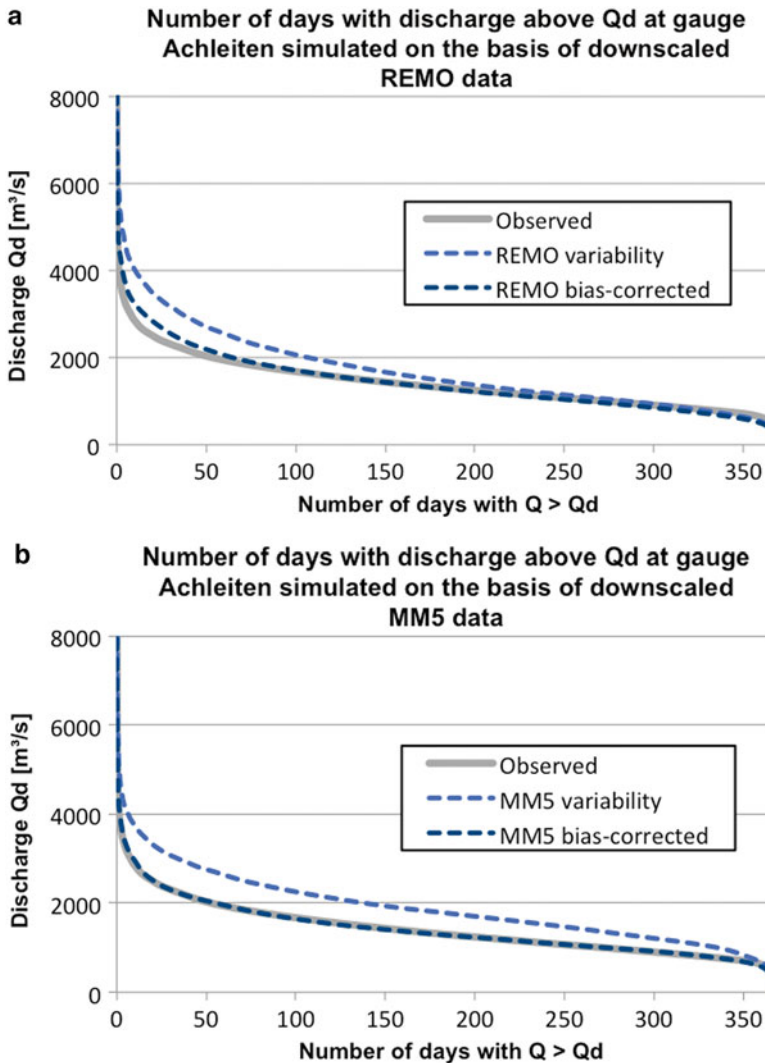 a
Number of days with discharge above Qd at gauge
Achleiten simulated on the basis of downscaled
REMO data
Discharge Qd [m³/s]
8000
6000
4000
2000
0
Observed
REMO variability
REMO bias-corrected
0 50 100 150 200 250 300 350
Number of days with Q > Qd
b
Number of days with discharge above Qd at gauge
Achleiten simulated on the basis of downscaled
MM5 data
Discharge Qd [m³/s]
8000
6000
4000
2000
0
Observed
MM5 variability
MM5 bias-corrected
0 50 100 150 200 250 300 350
Number of days with Q > Qd